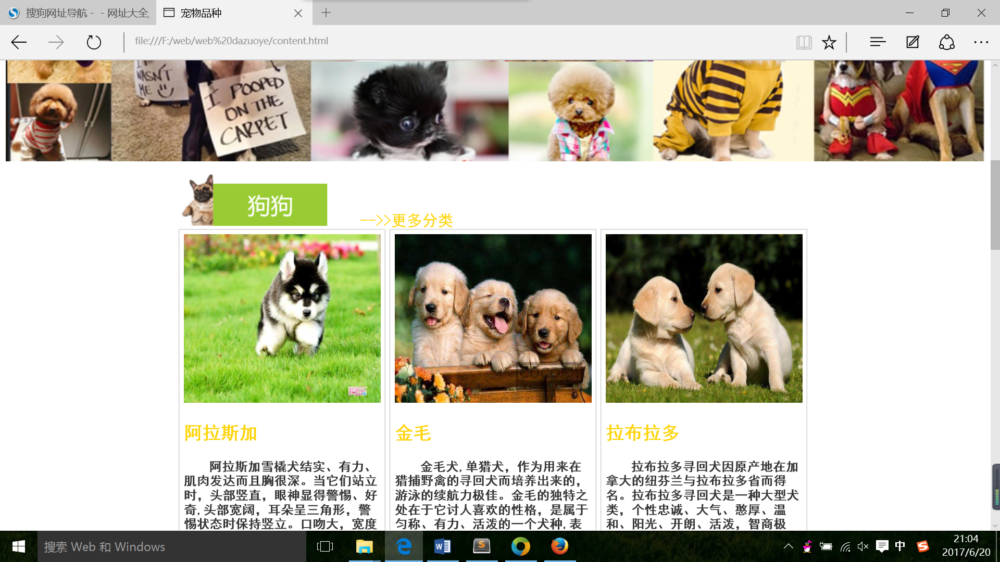 搜狗网址导航 - - 网址大全,
宠物品种
file:///F:/web/web%20dazuoye/content.html
WASN'T
ME
I POOPED
ON THE
CARPET
狗狗
-->>更多分类
狗乐
阿拉斯加
金毛
拉布拉多
阿拉斯加雪橇犬结实、有力、
肌肉发达而且胸很深。当它们站立
时，头部竖直，眼神显得警惕、好
奇,头部宽阔，耳朵呈三角形，警
惕状态时保持竖立。口吻大，宽度
金毛犬,单猎犬，作为用来在
猎捕野禽的寻回犬而培养出来的，
游泳的续航力极佳。金毛的独特之
处在于它讨人喜欢的性格，是属于
匀称、有力、活泼的一个犬种,表
拉布拉多寻回犬因原产地在加
拿大的纽芬兰与拉布拉多省而得
名。拉布拉多寻回犬是一种大型犬
类，个性忠诚、大气、憨厚、温
和、阳光、开朗、活泼，智商极
搜索 Web 和 Windows
中
21:04
2017/6/20